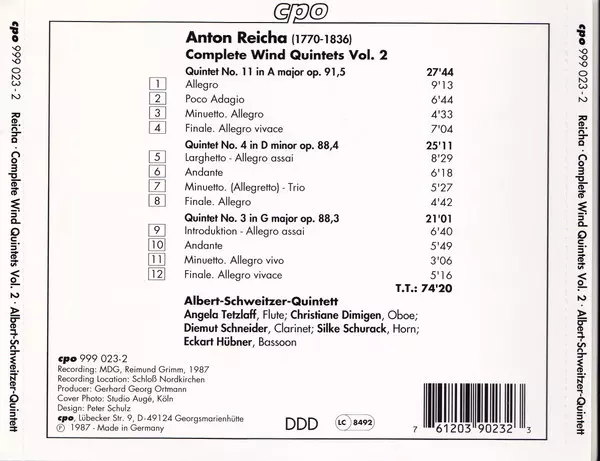 cpo
cpo 999 023-2 Reicha · Complete Wind Quintets Vol. 2 · Albert-Schweitzer-Quintett
Anton Reicha (1770-1836)
Complete Wind Quintets Vol. 2
Quintet No. 11 in A major op. 91,5 27'44
1 Allegro 9'13
2 Poco Adagio 6'44
3 Minuetto. Allegro 4'33
4 Finale. Allegro vivace 7'04
Quintet No. 4 in D minor op. 88,4 25'11
5 Larghetto - Allegro assai 8'29
6 Andante 6'18
7 Minuetto. (Allegretto) - Trio 5'27
8 Finale. Allegro 4'42
Quintet No. 3 in G major op. 88,3 21'01
9 Introduktion - Allegro assai 6'40
10 Andante 5'49
11 Minuetto. Allegro vivo 3'06
12 Finale. Allegro vivace 5'16
T.T.: 74'20
Albert-Schweitzer-Quintett
Angela Tetzlaff, Flute; Christiane Dimigen, Oboe;
Diemut Schneider, Clarinet; Silke Schurack, Horn;
Eckart Hübner, Bassoon
cpo 999 023-2
Recording: MDG, Reimund Grimm, 1987
Recording Location: Schloß Nordkirchen
Producer: Gerhard Georg Ortmann
Cover Photo: Studio Augé, Köln
Design: Peter Schulz
cpo, Lübecker Str. 9, D-49124 Georgsmarienhütte
Ⓟ 1987 - Made in Germany
DDD
LC 8492
7 61203 90232 3
cpo 999 023-2 Reicha · Complete Wind Quintets Vol. 2 · Albert-Schweitzer-Quintett